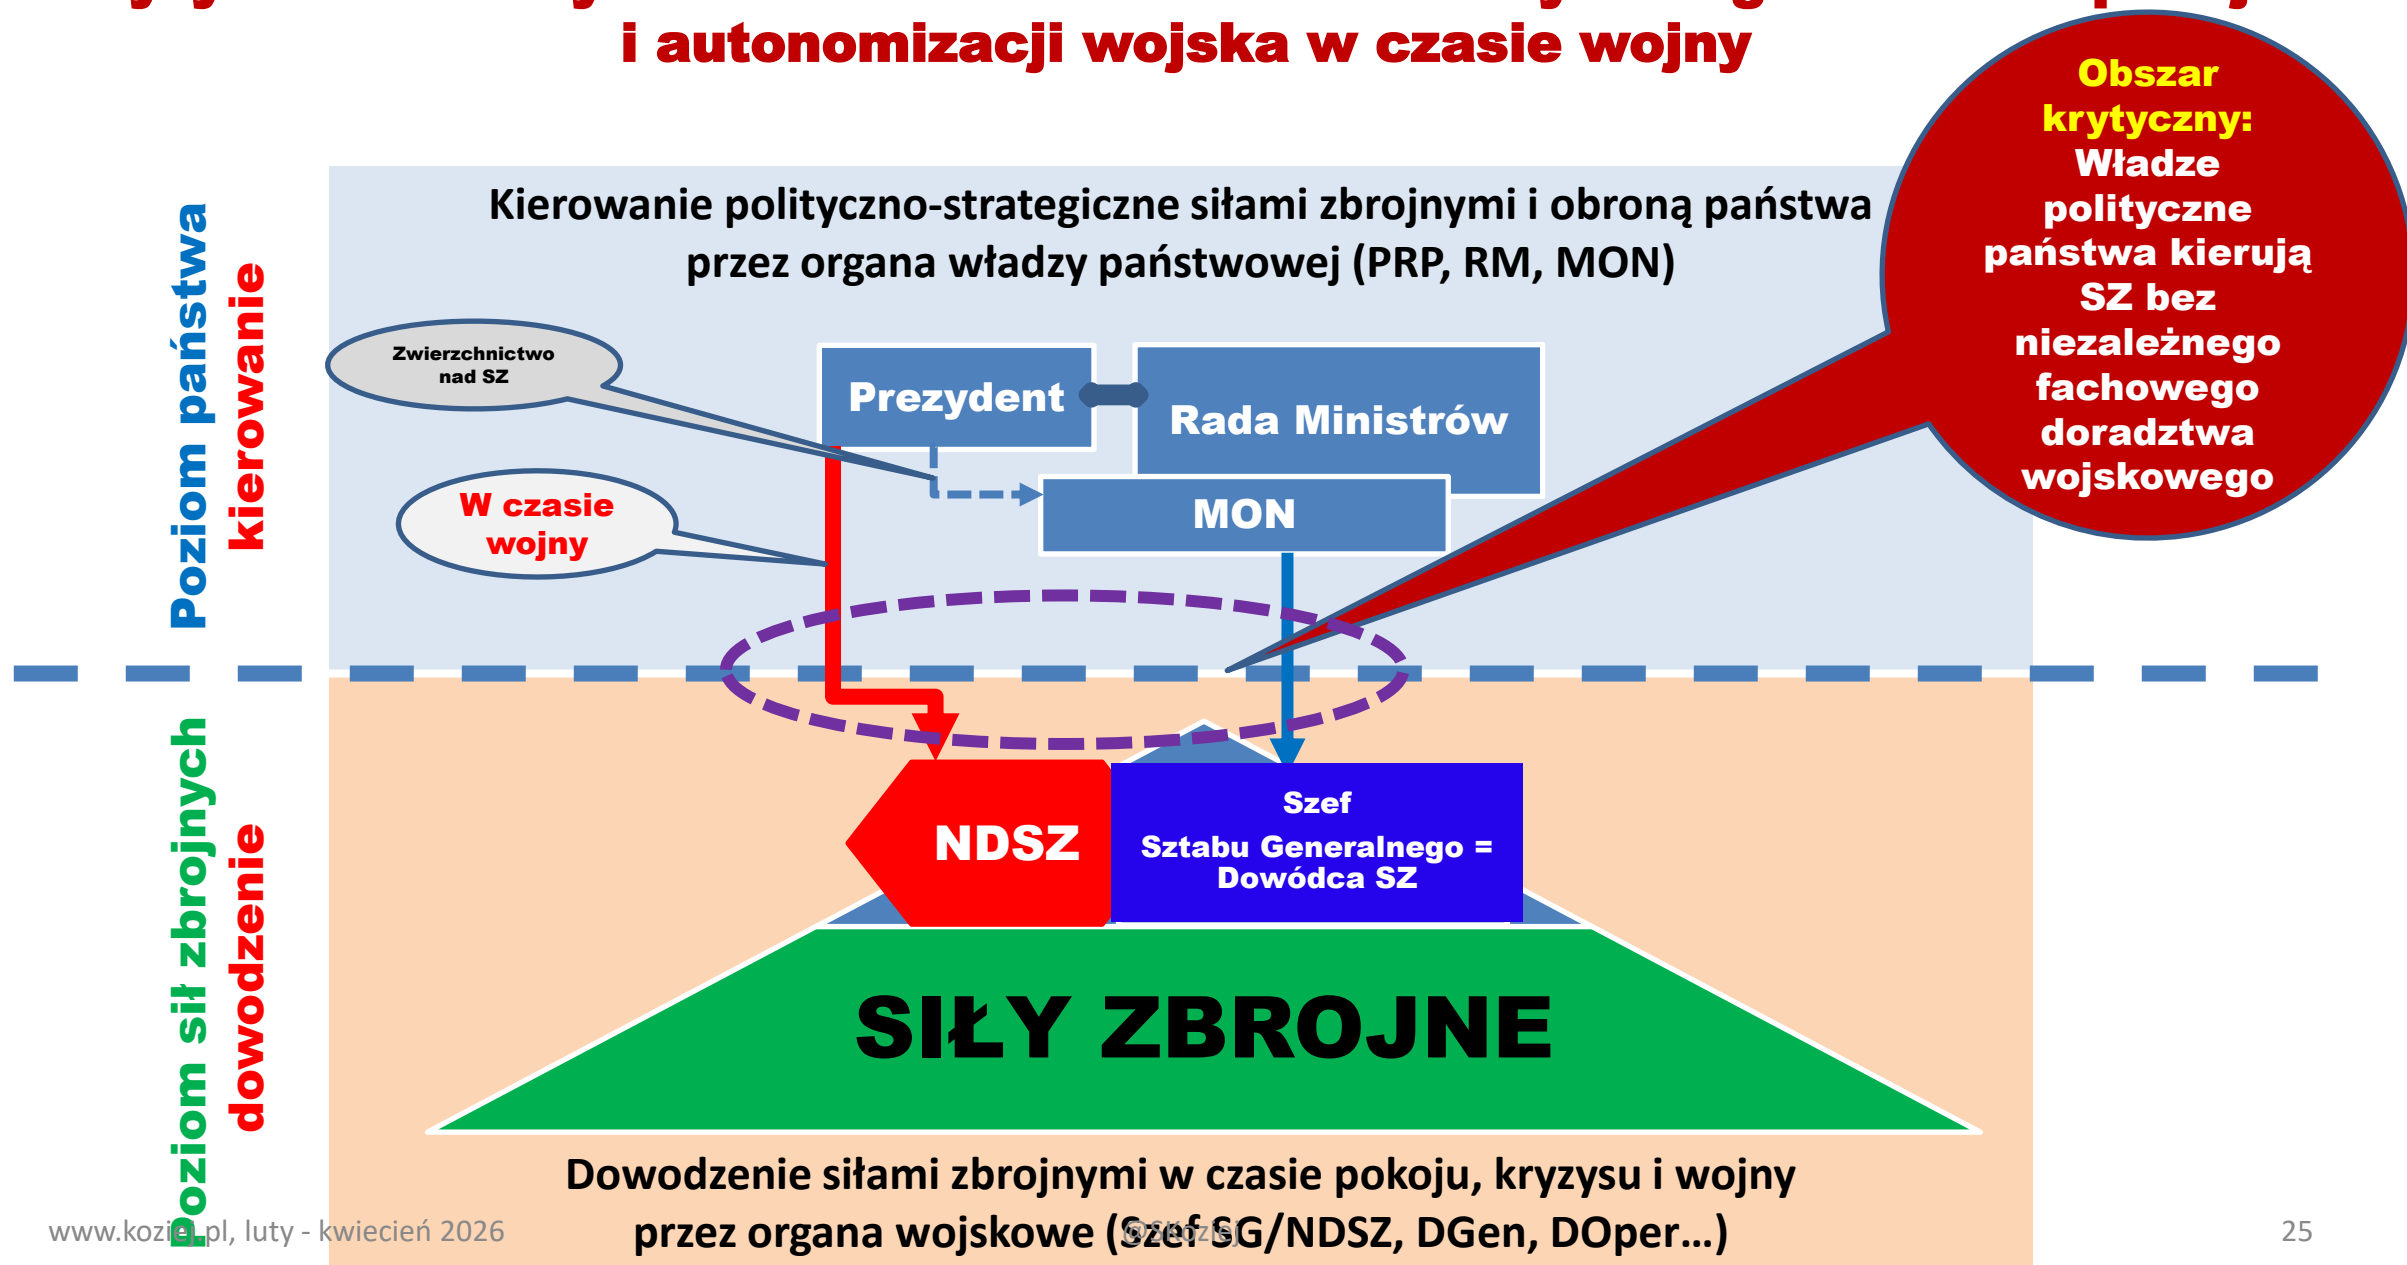 i autonomizacji wojska w czasie wojny
Obszar
krytyczny:
Władze
polityczne
państwa kierują
SZ bez
niezależnego
fachowego
doradztwa
wojskowego
Kierowanie polityczno-strategiczne siłami zbrojnymi i obroną państwa
przez organa władzy państwowej (PRP, RM, MON)
Poziom państwa
kierowanie
Zwierzchnictwo
nad SZ
Prezydent
Rada Ministrów
MON
W czasie
wojny
Poziom sił zbrojnych
dowodzenie
NDSZ
Szef
Sztabu Generalnego =
Dowódca SZ
SIŁY ZBROJNE
Dowodzenie siłami zbrojnymi w czasie pokoju, kryzysu i wojny
przez organa wojskowe (Szef SG/NDSZ, DGen, DOper...)
www.koziej.pl, luty - kwiecień 2026
@SKoziej
25